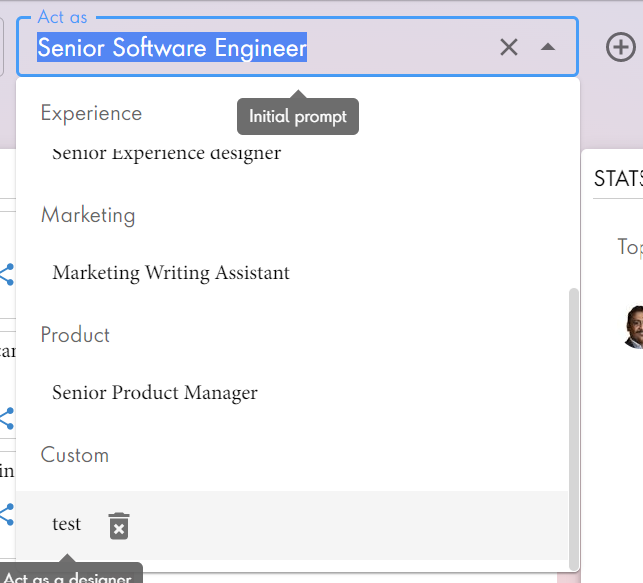 Act as
Senior Software Engineer
Initial prompt
Experience
Senior Experience designer
Marketing
Marketing Writing Assistant
Product
Senior Product Manager
Custom
test
Act as a designer
STATS
Top